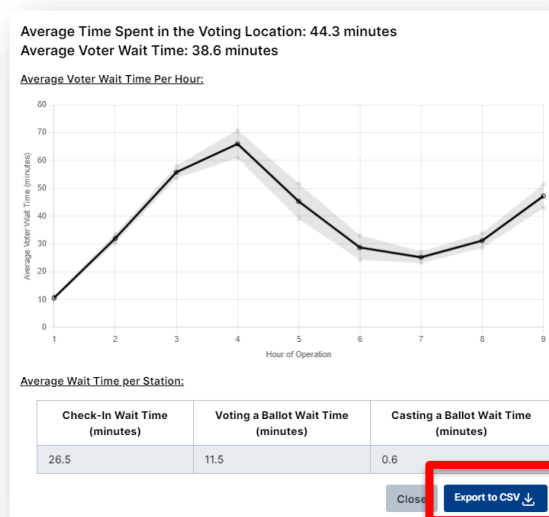 Average Time Spent in the Voting Location: 44.3 minutes
Average Voter Wait Time: 38.6 minutes
Average Voter Wait Time Per Hour:
80
70
60
50
40
30
20
10
0
Average Voter Wait Time (minutes)
1 2 3 4 5 6 7 8 9
Hour of Operation
Average Wait Time per Station:
Check-In Wait Time Voting a Ballot Wait Time Casting a Ballot Wait Time
(minutes) (minutes) (minutes)
26.5 11.5 0.6
Close Export to CSV